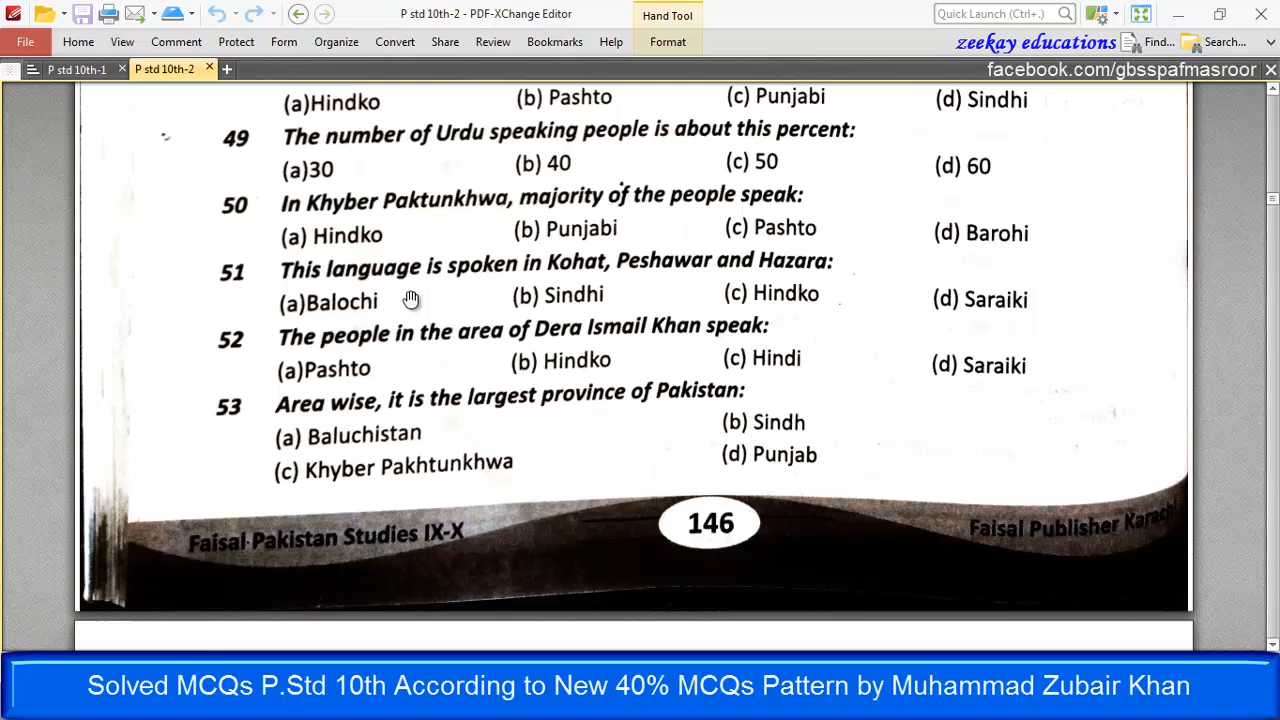 P std 10th-2 - PDF-XChange Editor
Hand Tool
Quick Launch (Ctrl+.)
File Home View Comment Protect Form Organize Convert Share Review Bookmarks Help Format
zeekay educations
Find... Search...
P std 10th-1 P std 10th-2
facebook.com/gbsspafmasroor
(a)Hindko (b) Pashto (c) Punjabi (d) Sindhi
49 The number of Urdu speaking people is about this percent:
(a)30 (b) 40 (c) 50 (d) 60
50 In Khyber Paktunkhwa, majority of the people speak:
(a) Hindko (b) Punjabi (c) Pashto (d) Barohi
51 This language is spoken in Kohat, Peshawar and Hazara:
(a)Balochi (b) Sindhi (c) Hindko (d) Saraiki
52 The people in the area of Dera Ismail Khan speak:
(a)Pashto (b) Hindko (c) Hindi (d) Saraiki
53 Area wise, it is the largest province of Pakistan:
(a) Baluchistan (b) Sindh
(c) Khyber Pakhtunkhwa (d) Punjab
Faisal Pakistan Studies IX-X 146 Faisal Publisher Karachi
Solved MCQs P.Std 10th According to New 40% MCQs Pattern by Muhammad Zubair Khan